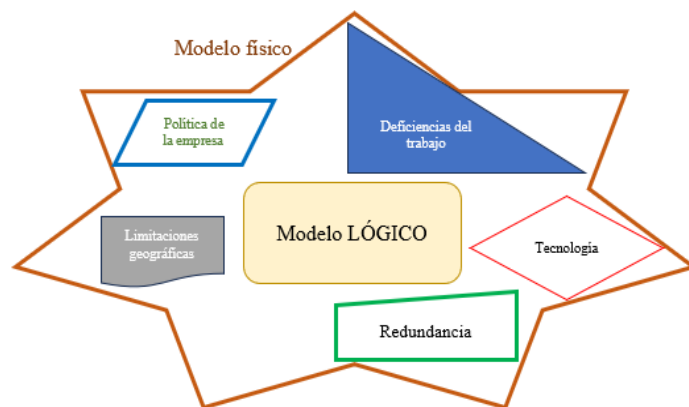 Modelo físico
Política de
la empresa
Deficiencias del
trabajo
Limitaciones
geográficas
Modelo LÓGICO
Tecnología
Redundancia